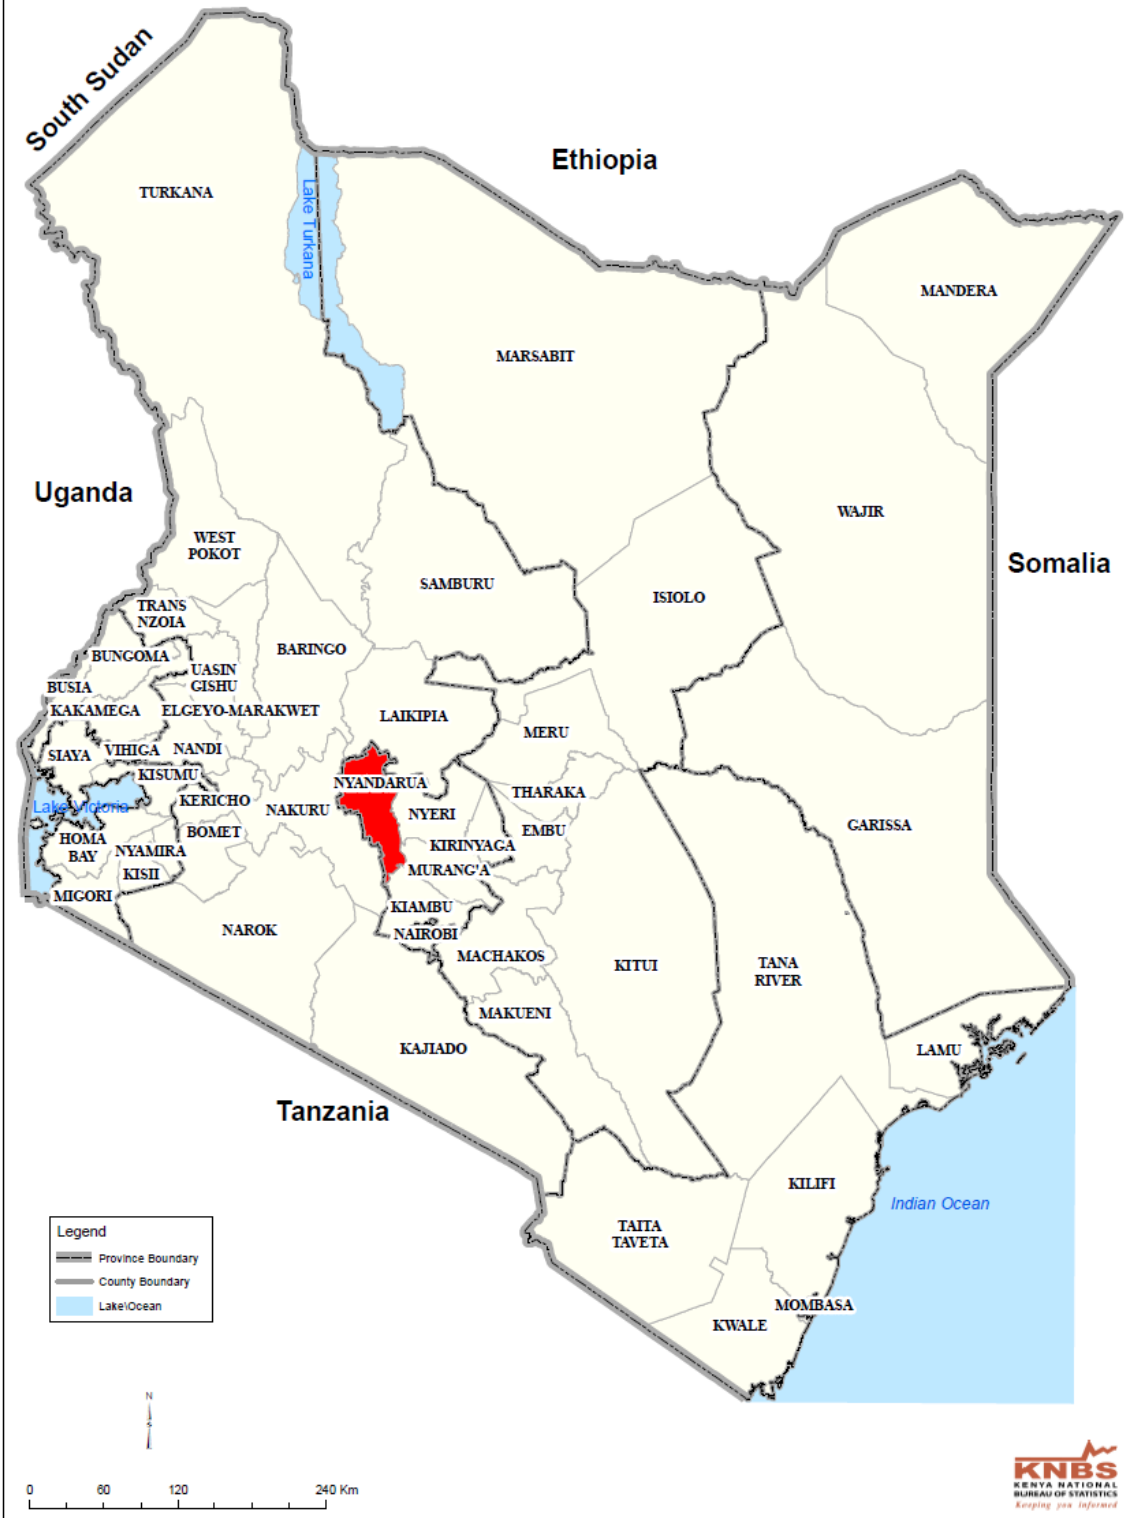 South Sudan
Ethiopia
TURKANA
Lake Turkana
MANDERA
MARSABIT
Uganda
WAJIR
WEST
POKOT
Somalia
SAMBURU
ISIOLO
TRANS
NZOIA
BARINGO
BUNGOMA
UASIN
GISHU
BUSIA
KAKAMEGA
ELGEYO-MARAKWET
LAIKIPIA
MERU
SIAYA
VIHIGA
NANDI
KISUMU
NYANDARUA
THARAKA
Lake Victoria
KERICHO
NAKURU
NYERI
GARISSA
BOMET
EMBU
HOMA
BAY
NYAMIRA
KIRINYAGA
KISII
MURANG'A
MIGORI
KIAMBU
NAROK
NAIROBI
MACHAKOS
KITUI
TANA
RIVER
MAKUENI
KAJIADO
LAMU
Tanzania
KILIFI
Indian Ocean
TAITA
TAVETA
MOMBASA
KWALE
Legend
Province Boundary
County Boundary
Lake\Ocean
N
S
0 60 120 240 Km
KNBS
KENYA NATIONAL
BUREAU OF STATISTICS
Keeping you informed